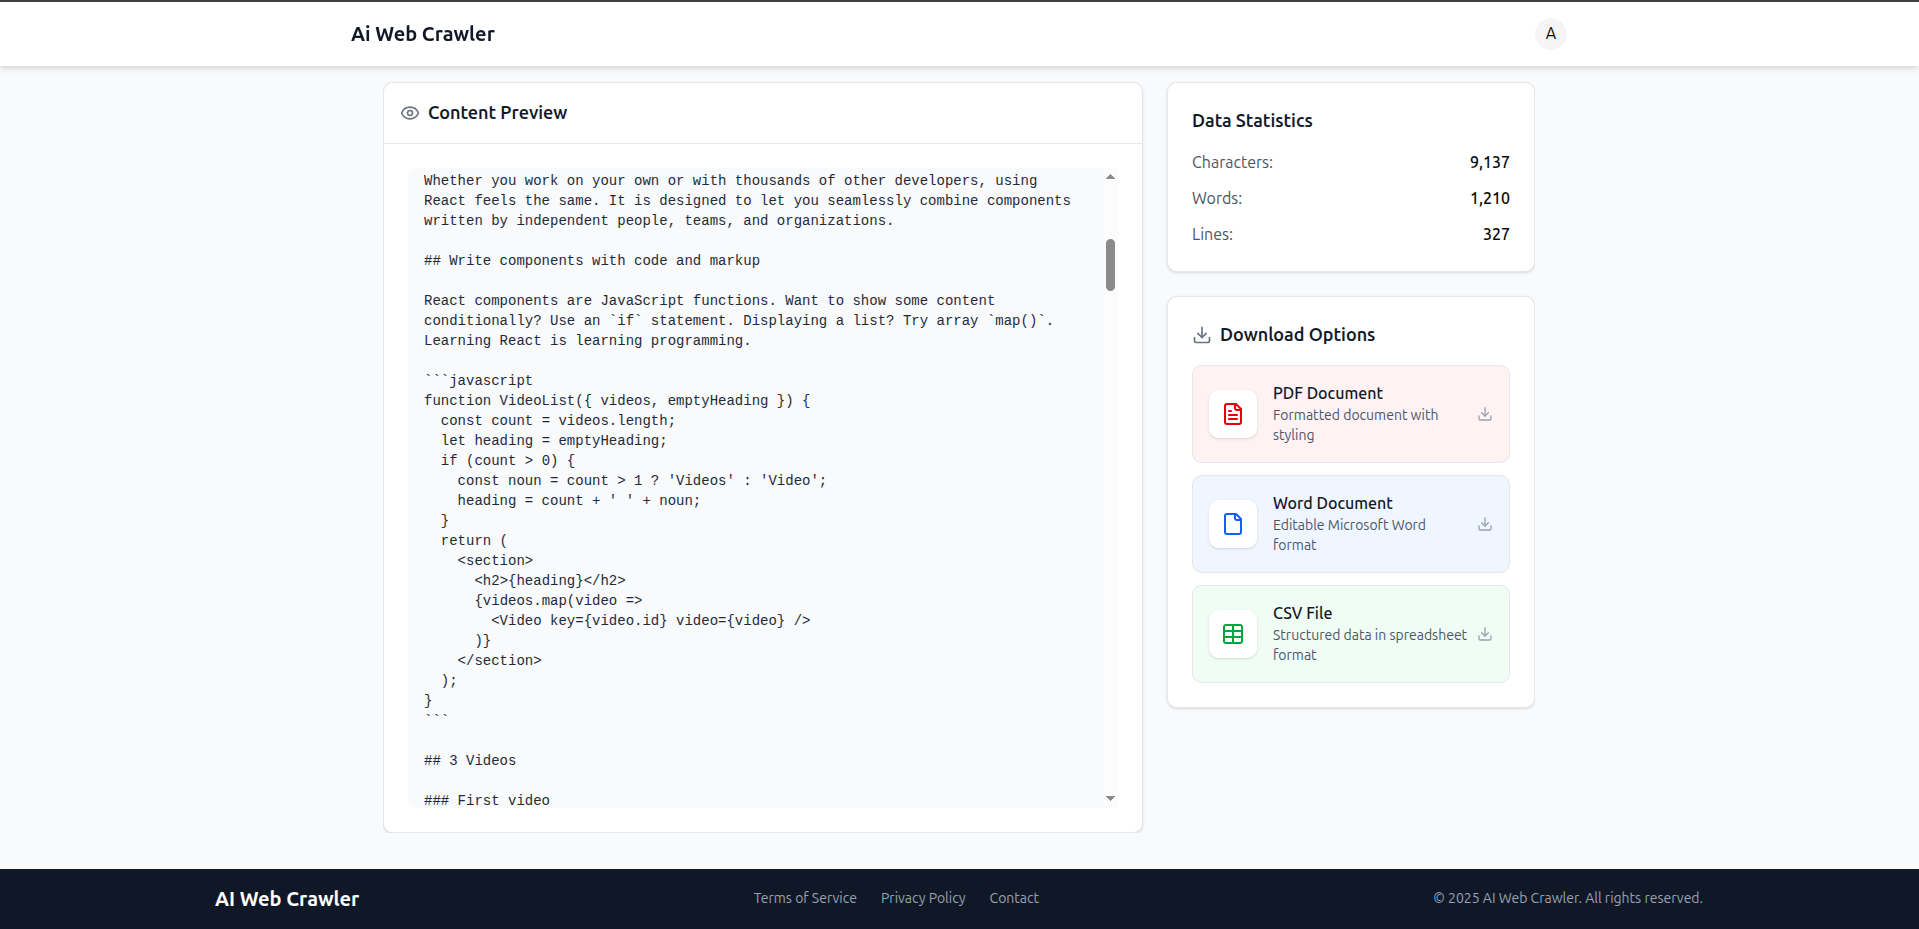 Ai Web Crawler
A
Content Preview
Whether you work on your own or with thousands of other developers, using
React feels the same. It is designed to let you seamlessly combine components
written by independent people, teams, and organizations.
## Write components with code and markup
React components are JavaScript functions. Want to show some content
conditionally? Use an `if` statement. Displaying a list? Try array `map()`.
Learning React is learning programming.
```javascript
function VideoList({ videos, emptyHeading }) {
  const count = videos.length;
  let heading = emptyHeading;
  if (count > 0) {
    const noun = count > 1 ? 'Videos' : 'Video';
    heading = count + ' ' + noun;
  }
  return (
    <section>
      <h2>{heading}</h2>
      {videos.map(video =>
        <Video key={video.id} video={video} />
      )}
    </section>
  );
}
```
## 3 Videos
### First video
Data Statistics
Characters: 9,137
Words: 1,210
Lines: 327
Download Options
PDF Document
Formatted document with
styling
Word Document
Editable Microsoft Word
format
CSV File
Structured data in spreadsheet
format
AI Web Crawler
Terms of Service Privacy Policy Contact
© 2025 AI Web Crawler. All rights reserved.